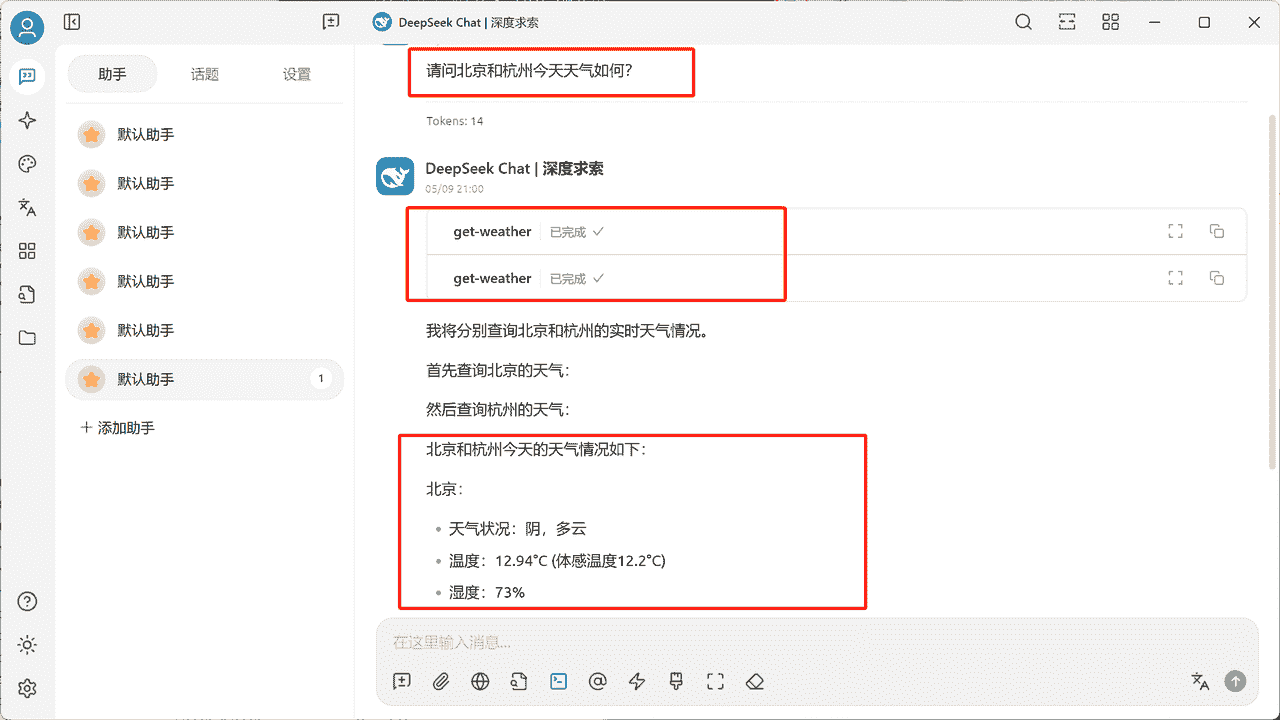 DeepSeek Chat | 深度求索
助手
话题
设置
默认助手
默认助手
默认助手
默认助手
默认助手
默认助手
1
添加助手
请问北京和杭州今天天气如何?
Tokens: 14
DeepSeek Chat | 深度求索
05/09 21:00
get-weather 已完成
get-weather 已完成
我将分别查询北京和杭州的实时天气情况。
首先查询北京的天气：
然后查询杭州的天气：
北京和杭州今天的天气情况如下：
北京：
天气状况：阴，多云
温度：12.94°C (体感温度12.2°C)
湿度：73%
在这里输入消息...